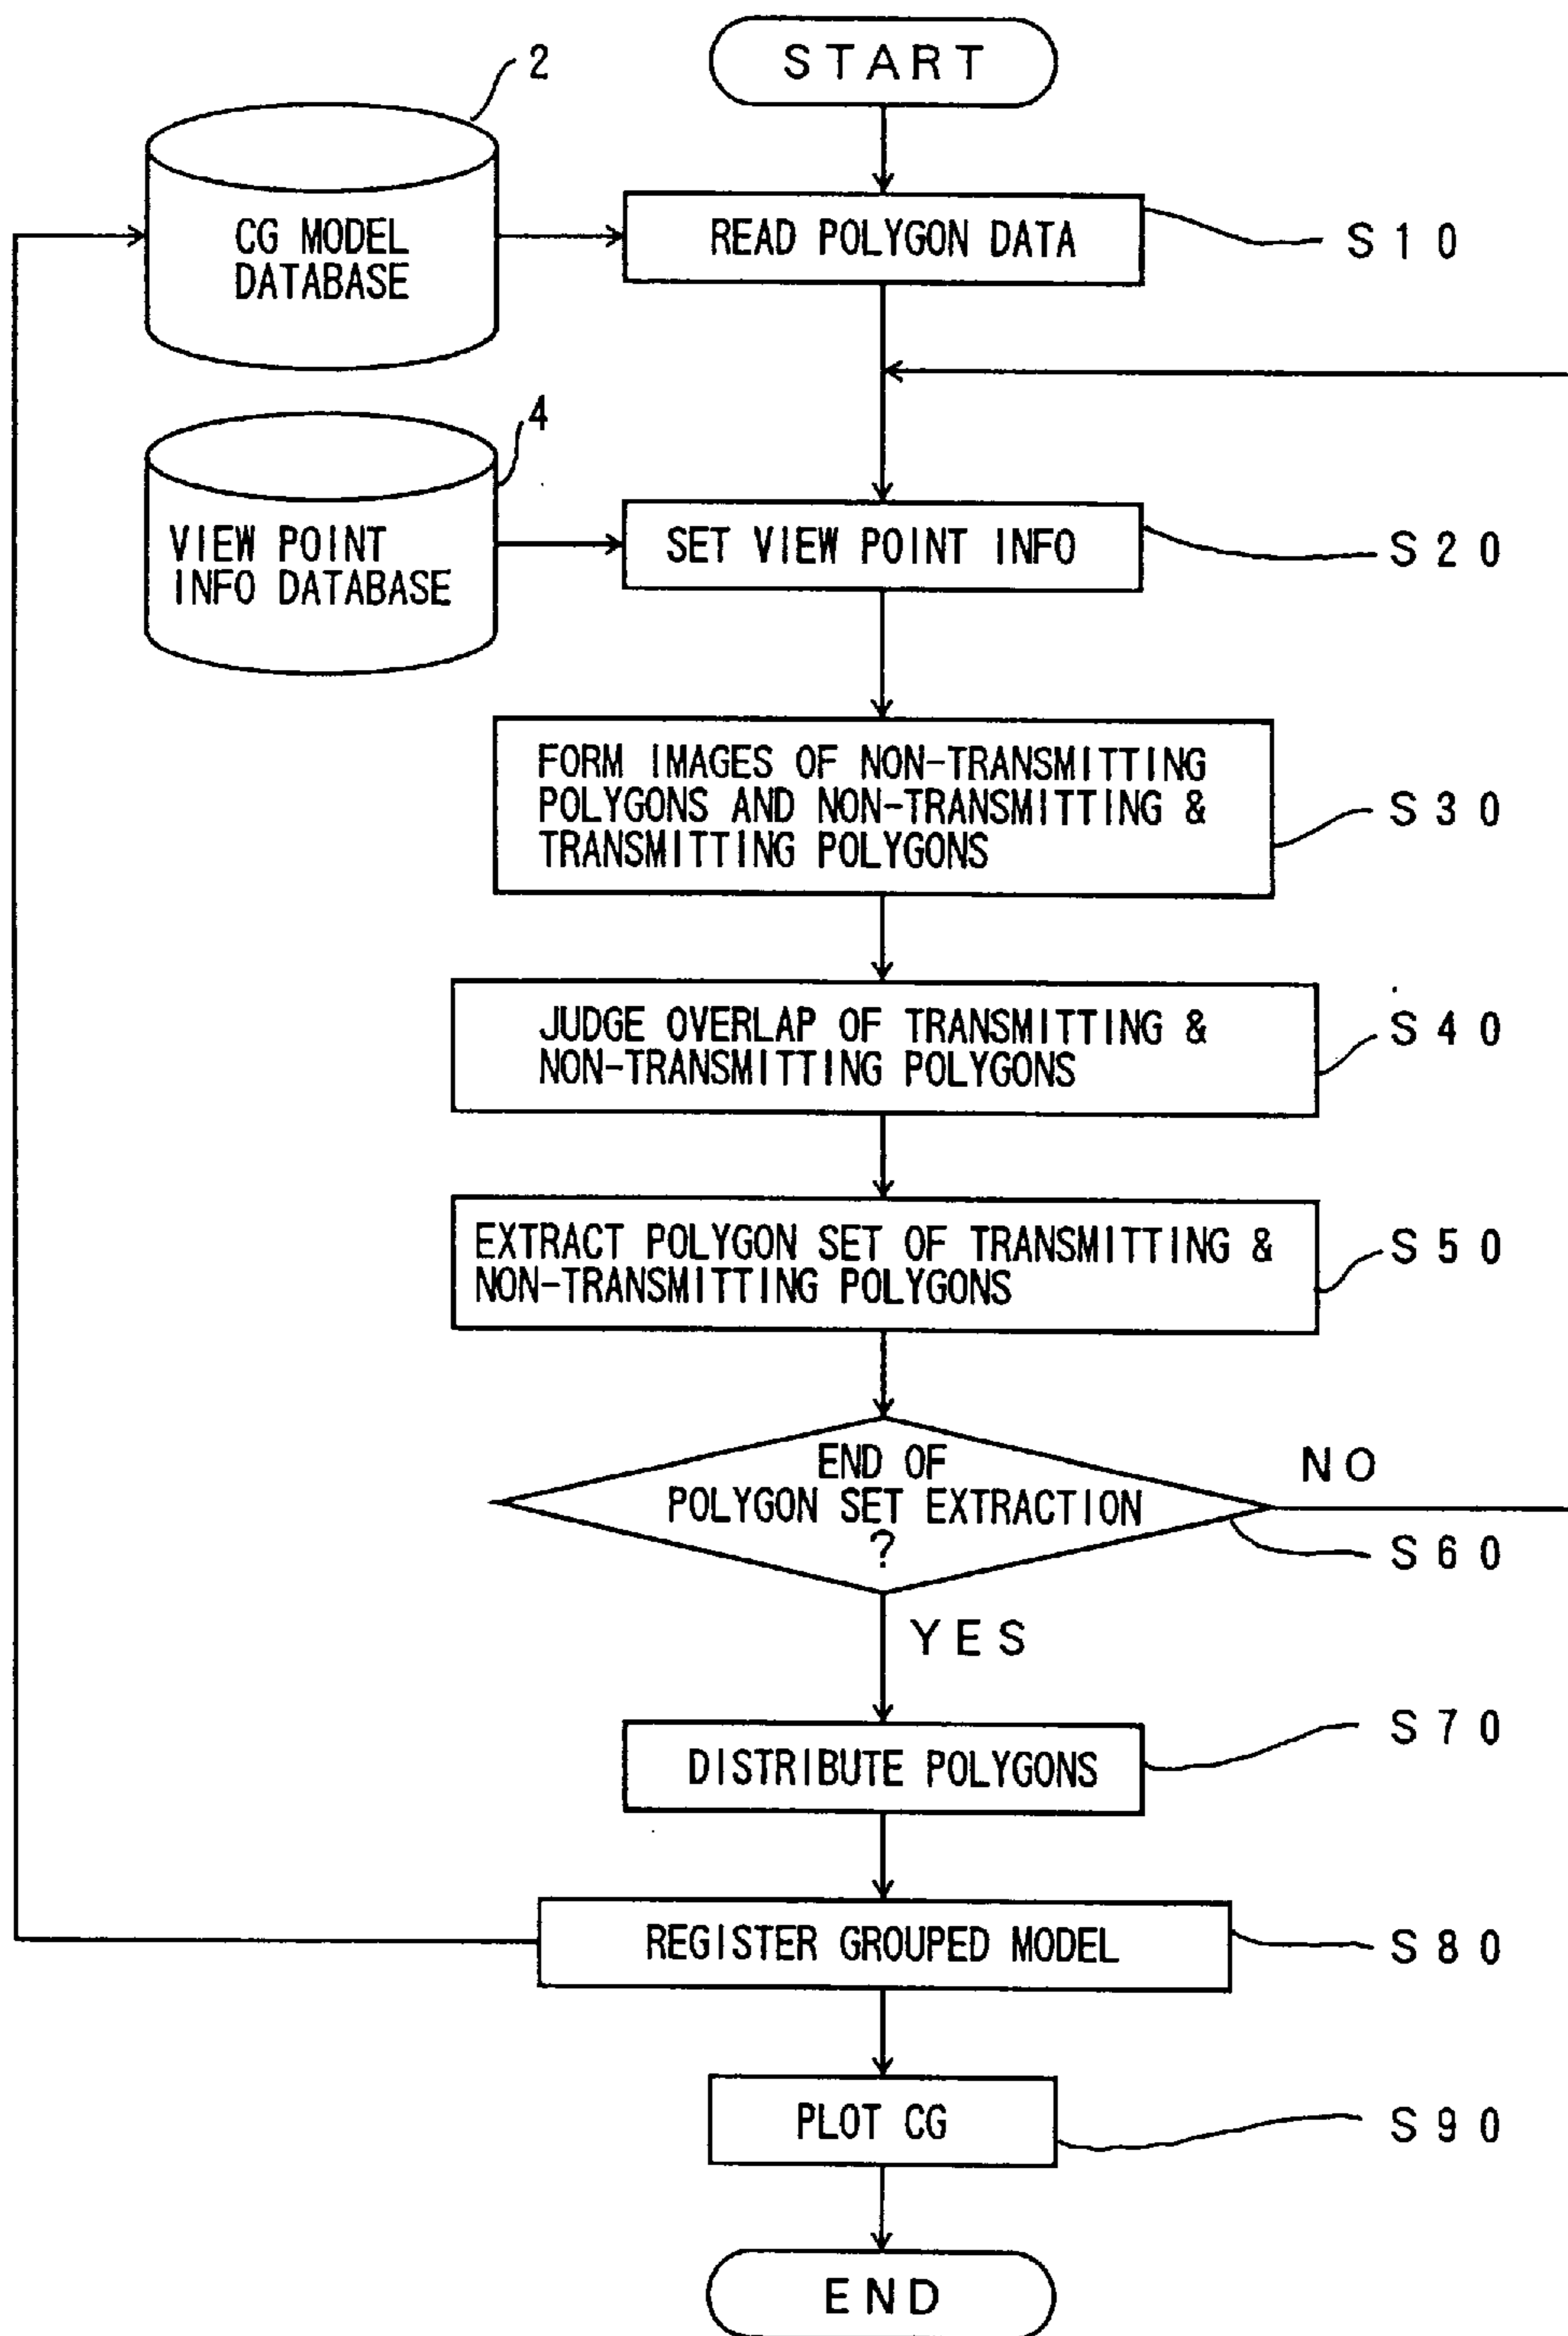 START
2
CG MODEL
DATABASE
READ POLYGON DATA
S10
4
VIEW POINT
INFO DATABASE
SET VIEW POINT INFO
S20
FORM IMAGES OF NON-TRANSMITTING
POLYGONS AND NON-TRANSMITTING &
TRANSMITTING POLYGONS
S30
JUDGE OVERLAP OF TRANSMITTING &
NON-TRANSMITTING POLYGONS
S40
EXTRACT POLYGON SET OF TRANSMITTING &
NON-TRANSMITTING POLYGONS
S50
END OF
POLYGON SET EXTRACTION
?
NO
S60
YES
DISTRIBUTE POLYGONS
S70
REGISTER GROUPED MODEL
S80
PLOT CG
S90
END